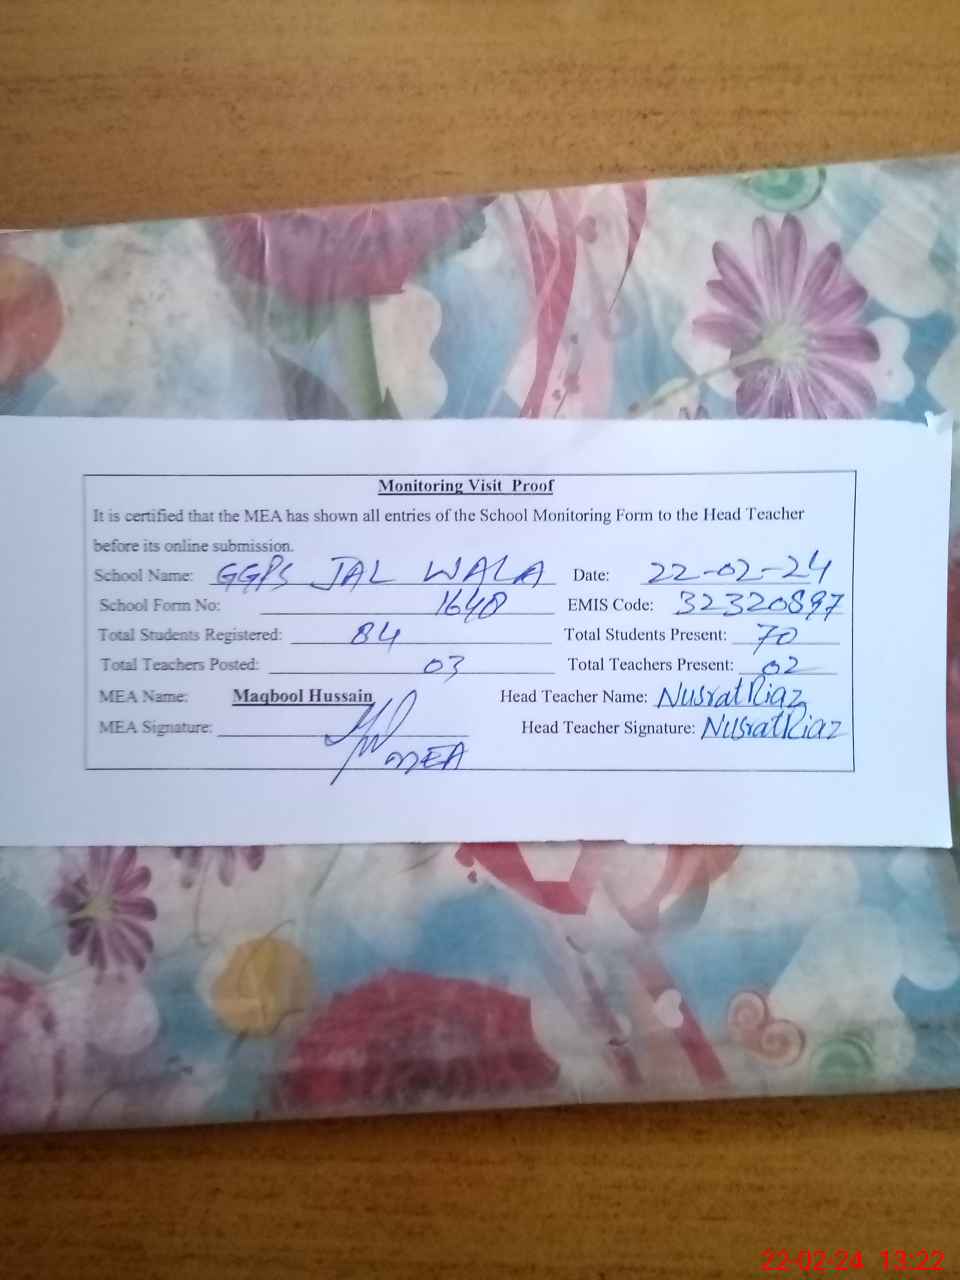 Monitoring Visit Proof
It is certified that the MEA has shown all entries of the School Monitoring Form to the Head Teacher
before its online submission.
School Name: GGPS JAL WALA Date: 22-02-24
School Form No: 1640 EMIS Code: 32320897
Total Students Registered: 84 Total Students Present: 70
Total Teachers Posted: 03 Total Teachers Present: 02
MEA Name: Maqbool Hussain Head Teacher Name: Nusrat Riaz
MEA Signature: Head Teacher Signature: Nusrat Riaz
MEA
22-02-24 13:22